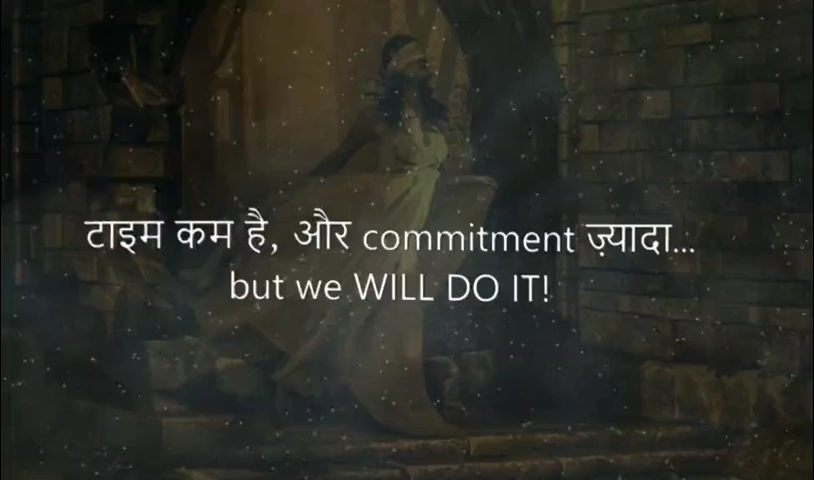 टाइम कम है, और commitment ज़्यादा...
but we WILL DO IT!